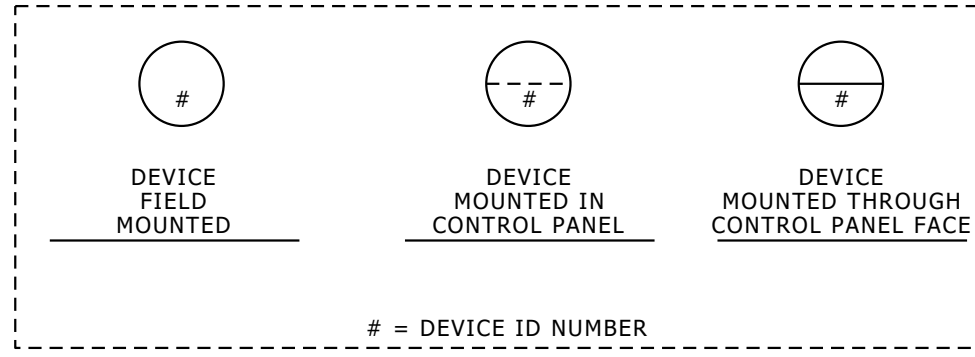 #
DEVICE
FIELD
MOUNTED
#
DEVICE
MOUNTED IN
CONTROL PANEL
#
DEVICE
MOUNTED THROUGH
CONTROL PANEL FACE
# = DEVICE ID NUMBER